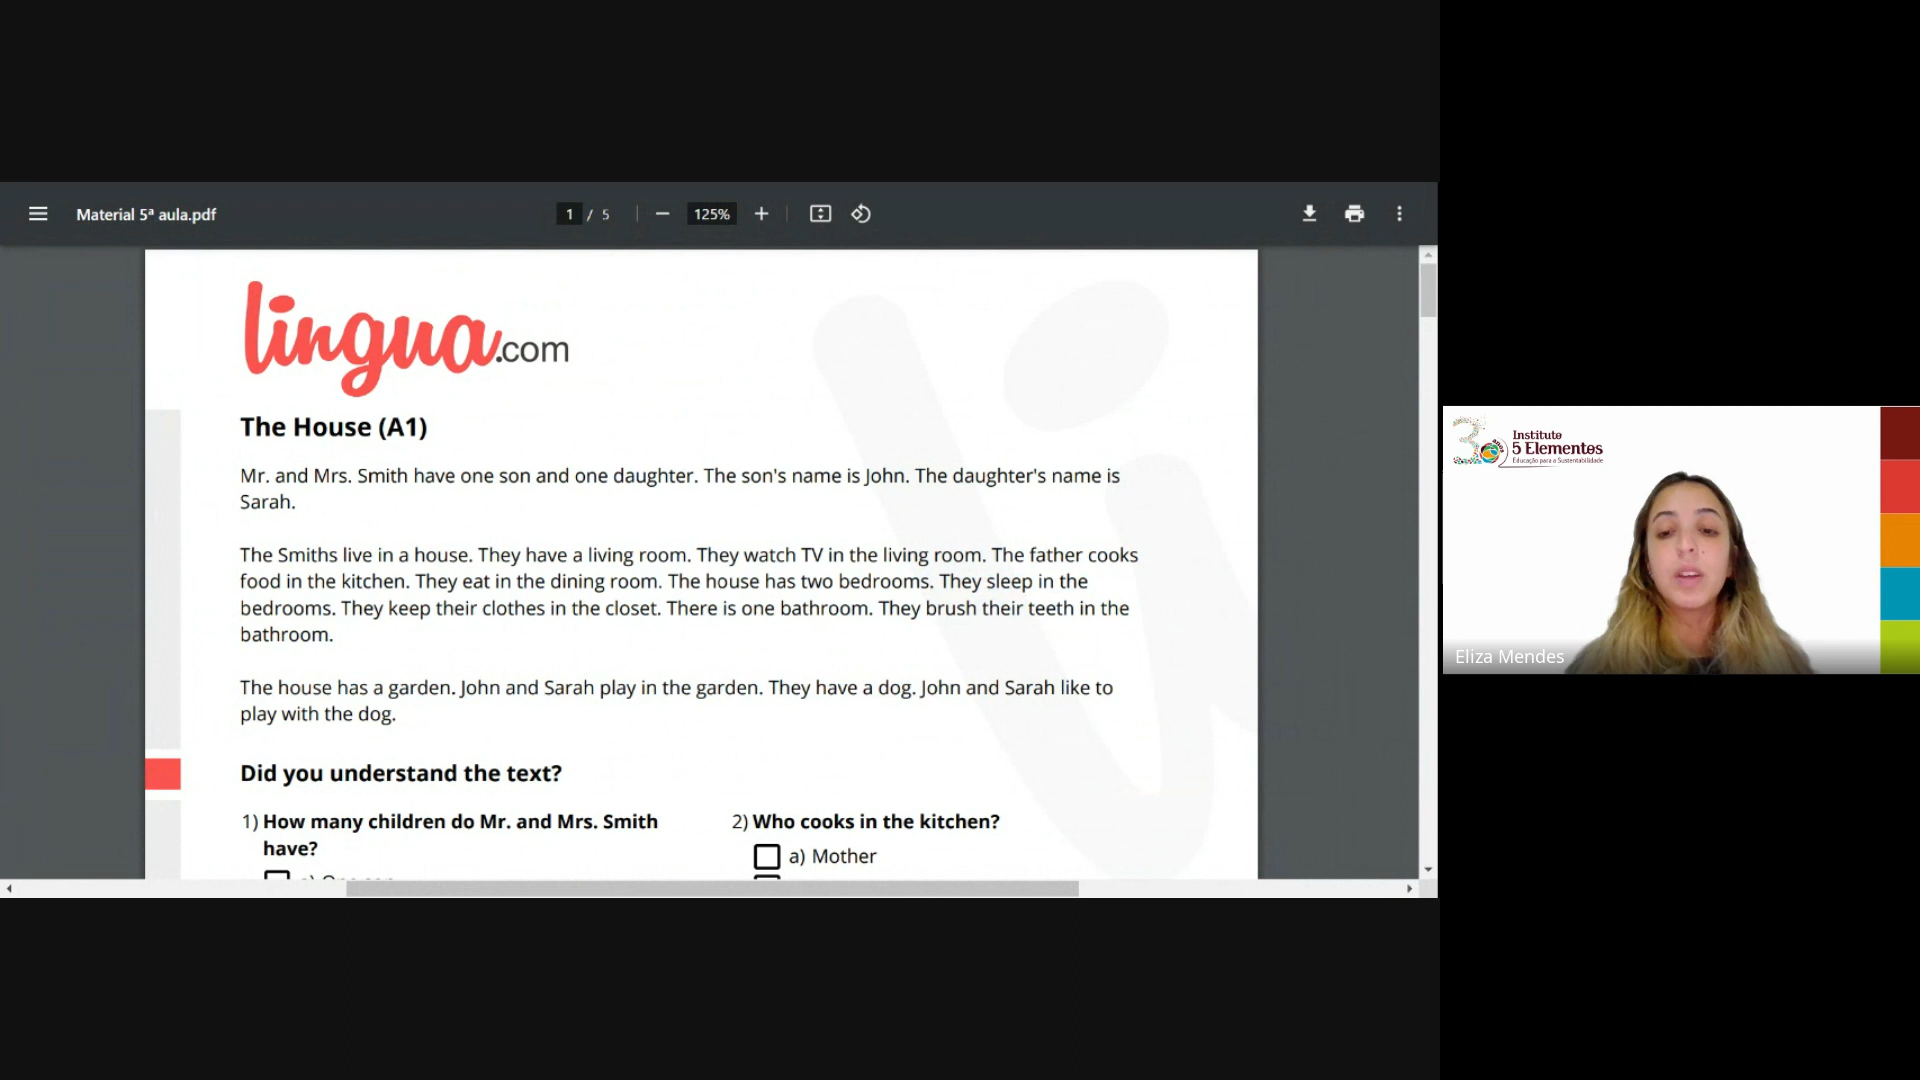 Material 5ª aula.pdf
1 / 5
125%
lingua.com
The House (A1)
Mr. and Mrs. Smith have one son and one daughter. The son's name is John. The daughter's name is
Sarah.
The Smiths live in a house. They have a living room. They watch TV in the living room. The father cooks
food in the kitchen. They eat in the dining room. The house has two bedrooms. They sleep in the
bedrooms. They keep their clothes in the closet. There is one bathroom. They brush their teeth in the
bathroom.
The house has a garden. John and Sarah play in the garden. They have a dog. John and Sarah like to
play with the dog.
Did you understand the text?
1) How many children do Mr. and Mrs. Smith
have?
2) Who cooks in the kitchen?
a) Mother
30 anos
Instituto
5 Elementos
Educação para a Sustentabilidade
Eliza Mendes